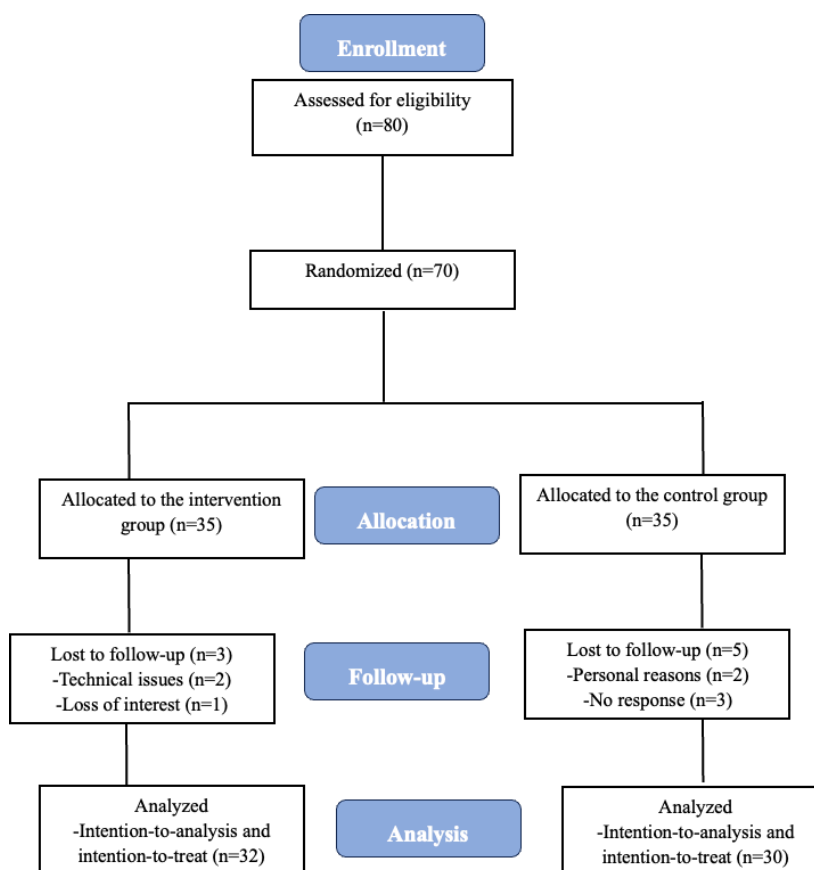 Enrollment
Assessed for eligibility
(n=80)
Randomized (n=70)
Allocated to the intervention
group (n=35)
Allocation
Allocated to the control group
(n=35)
Lost to follow-up (n=3)
-Technical issues (n=2)
-Loss of interest (n=1)
Follow-up
Lost to follow-up (n=5)
-Personal reasons (n=2)
-No response (n=3)
Analyzed
-Intention-to-analysis and
intention-to-treat (n=32)
Analysis
Analyzed
-Intention-to-analysis and
intention-to-treat (n=30)